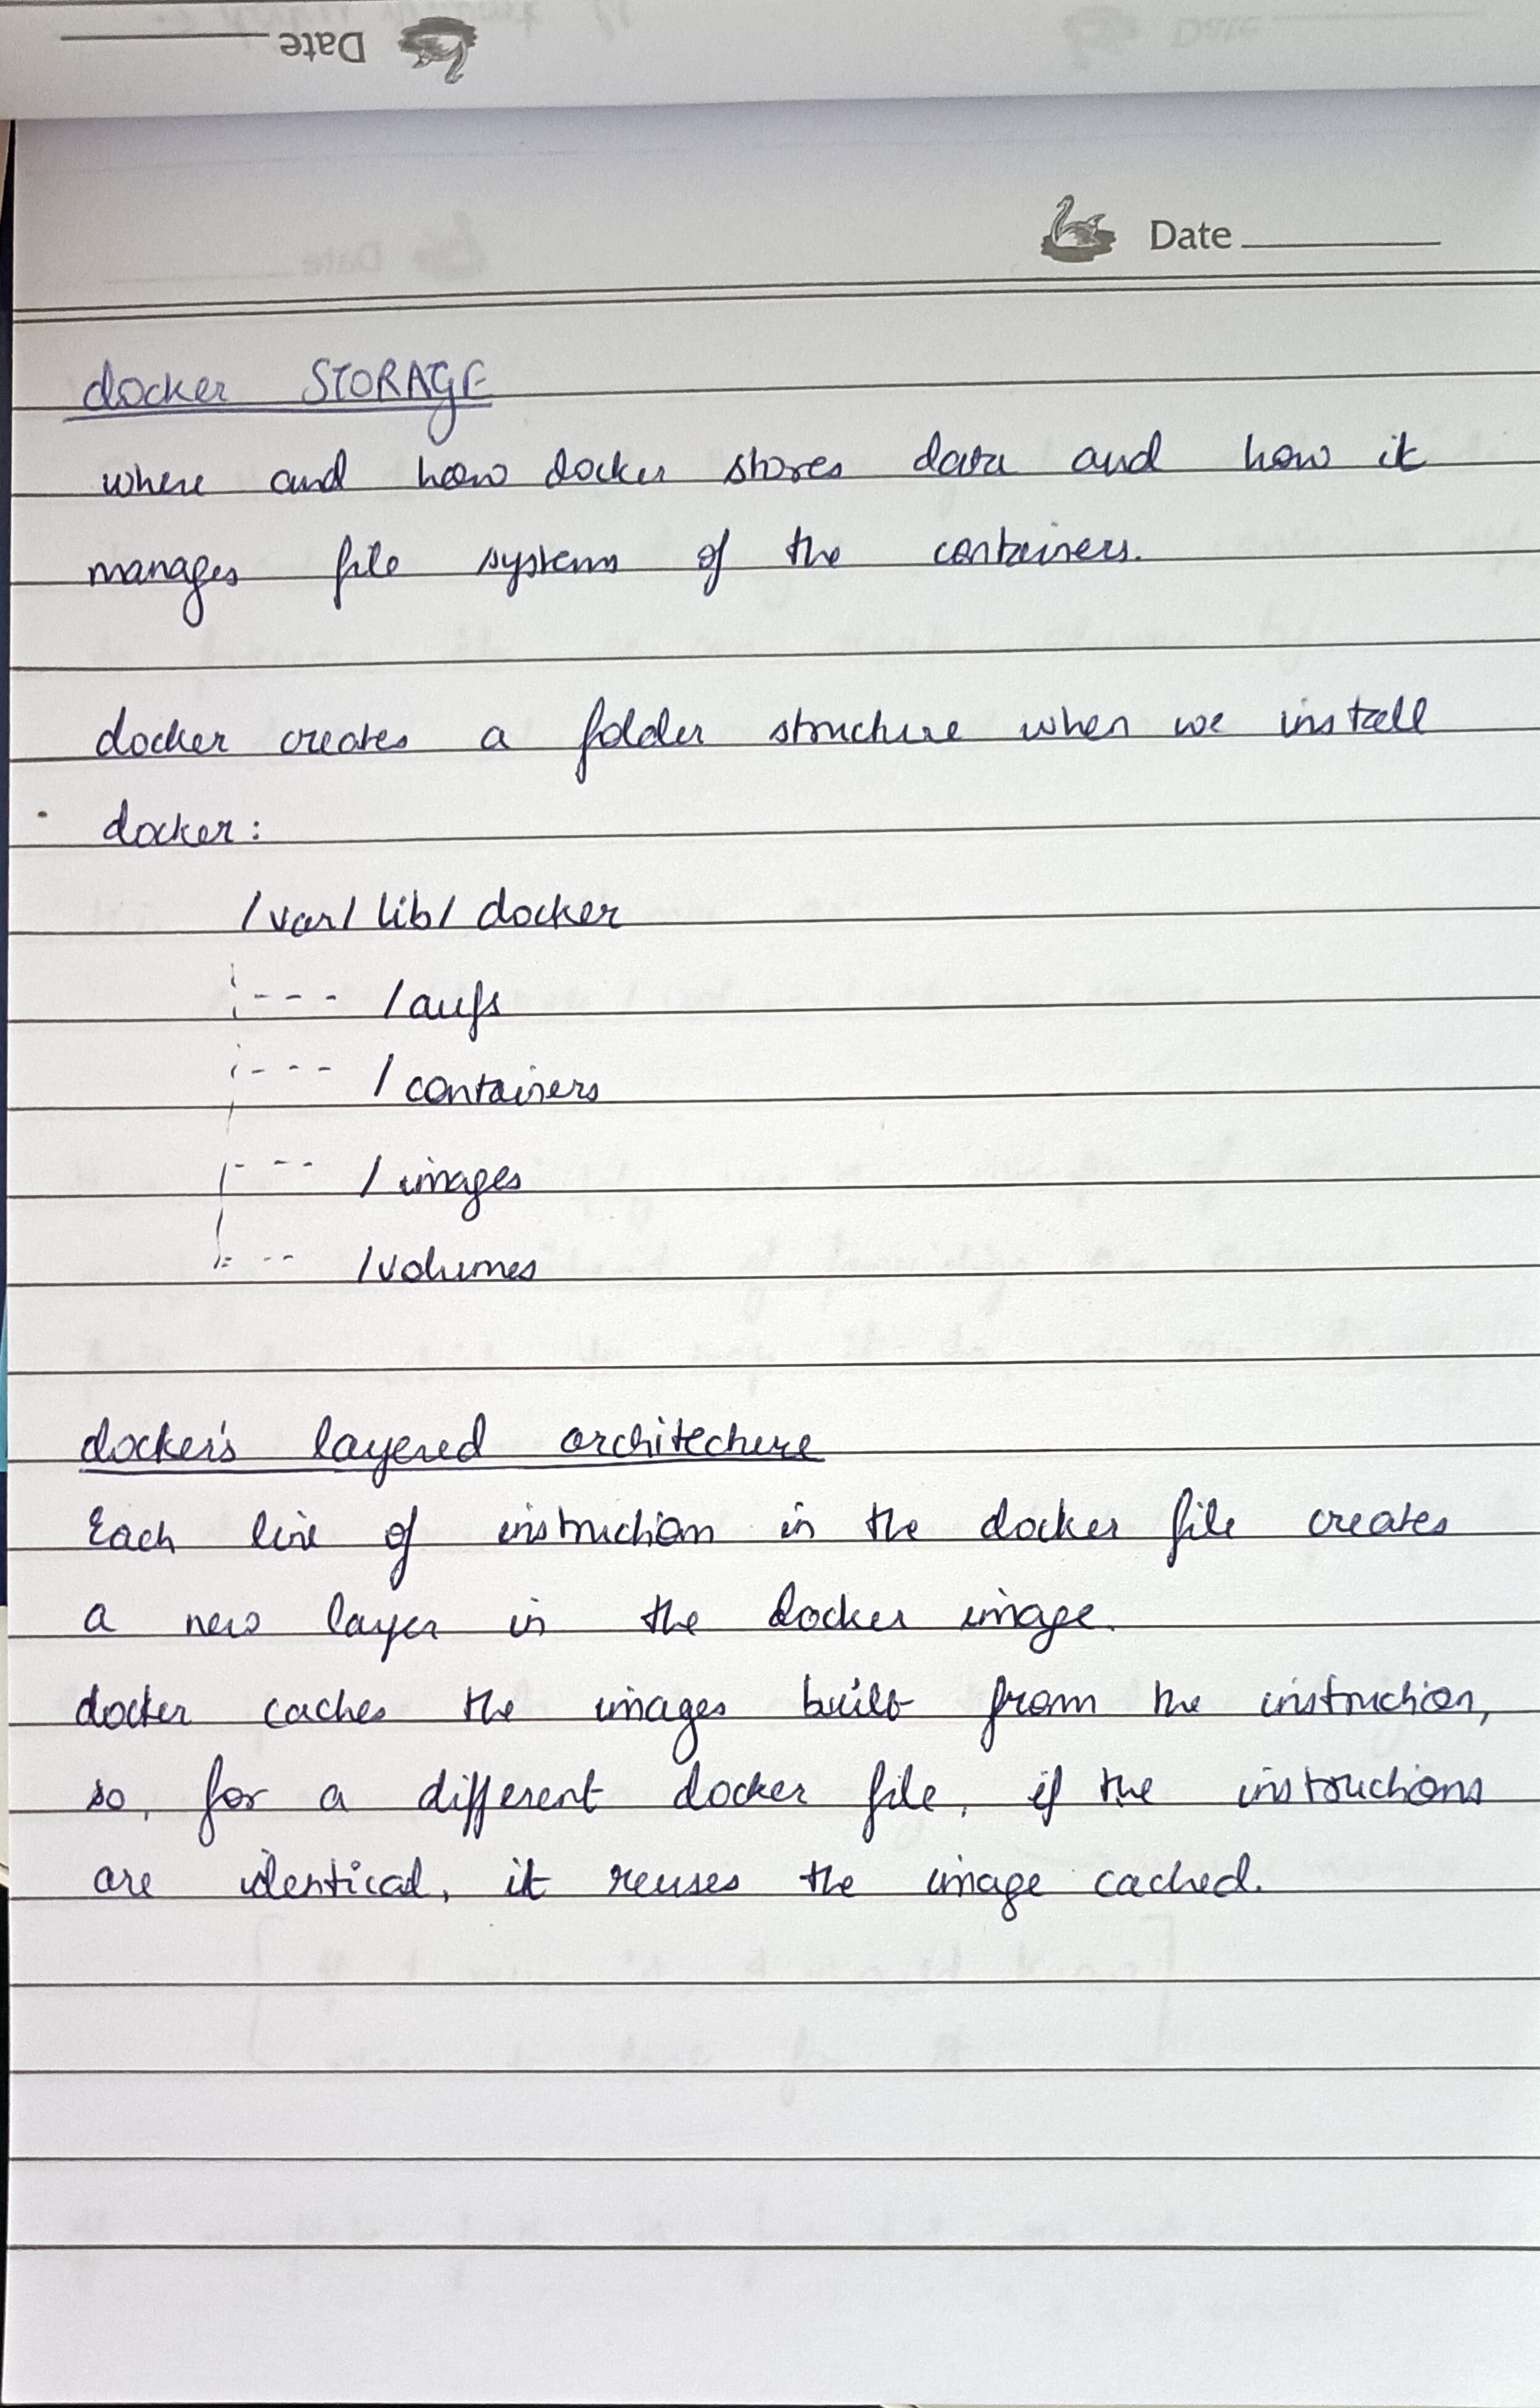 Date
Date
docker STORAGE
where and how docker stores data and how it
manages file systems of the containers.
docker creates a folder structure when we install
docker:
/var/lib/docker
/aufs
/containers
/images
/volumes
docker's layered architecture
Each line of instruction in the docker file creates
a new layer in the docker image.
docker caches the images built from the instruction,
so, for a different docker file, if the instructions
are identical, it reuses the image cached.